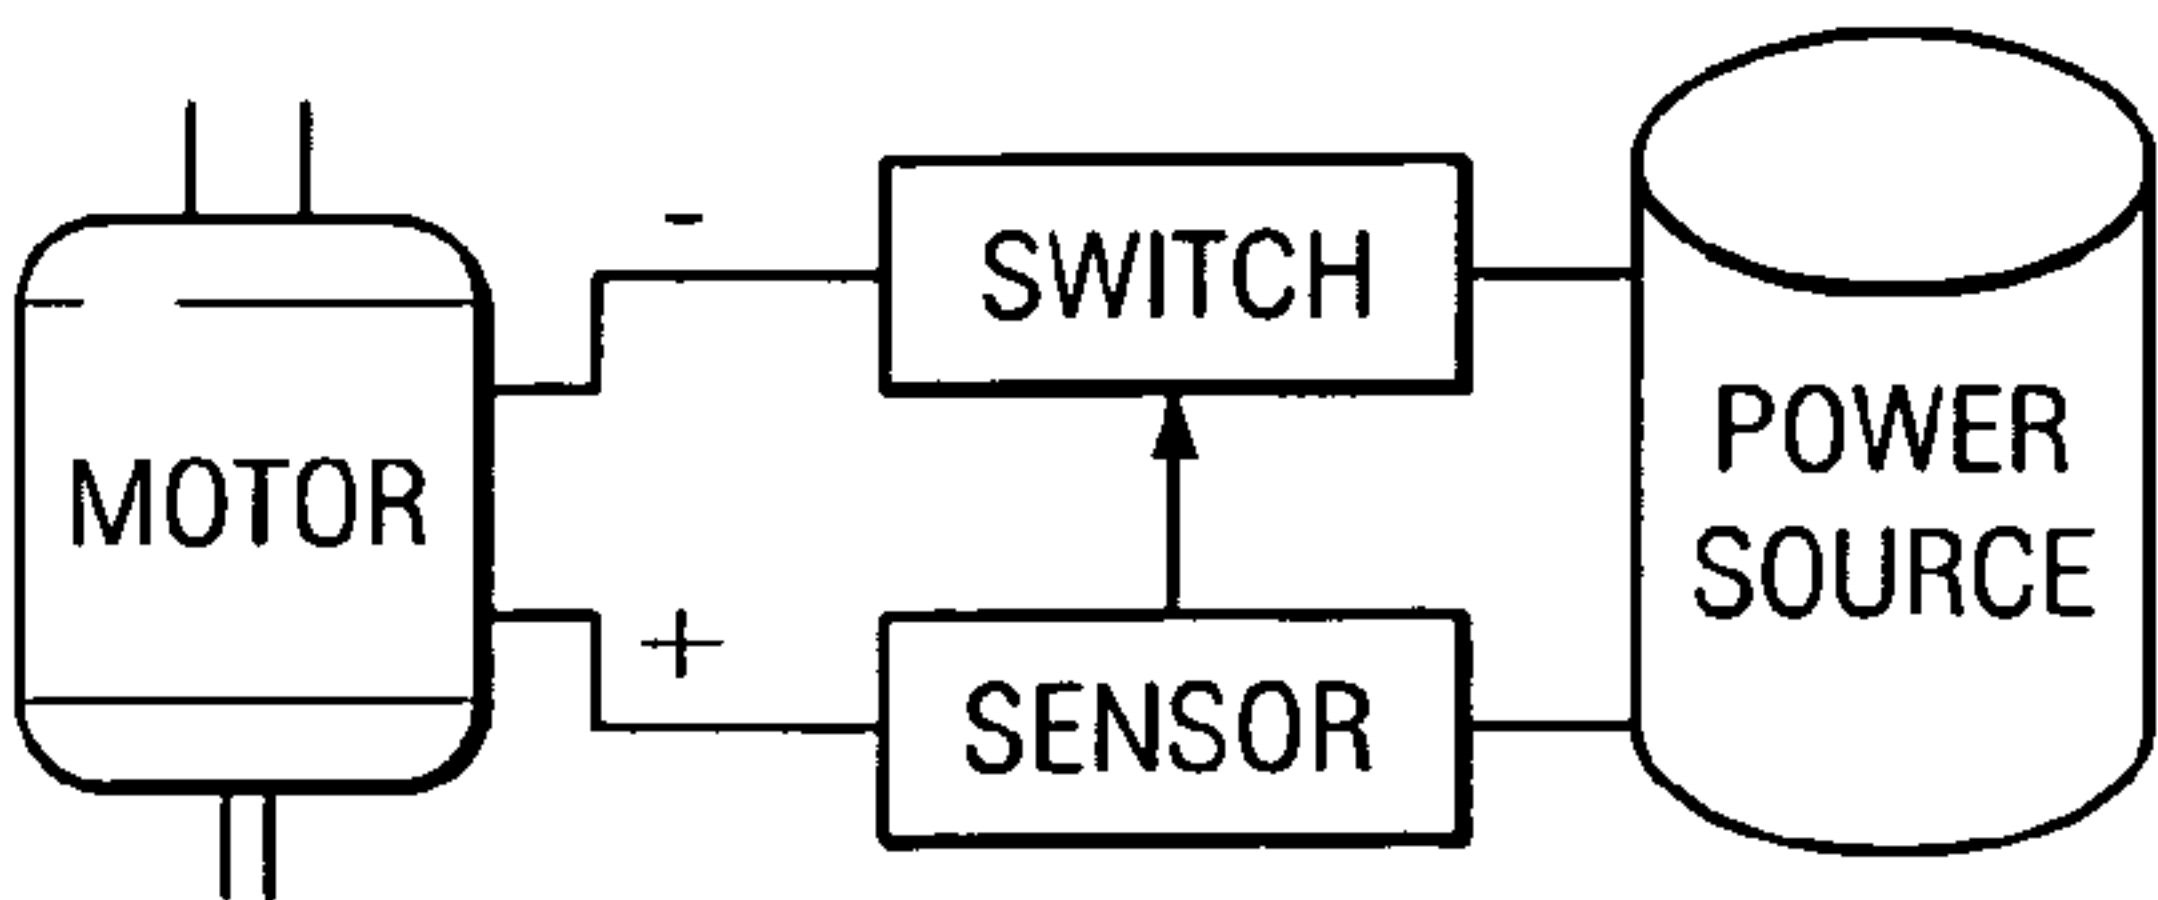 -
SWITCH
POWER
SOURCE
MOTOR
+
SENSOR